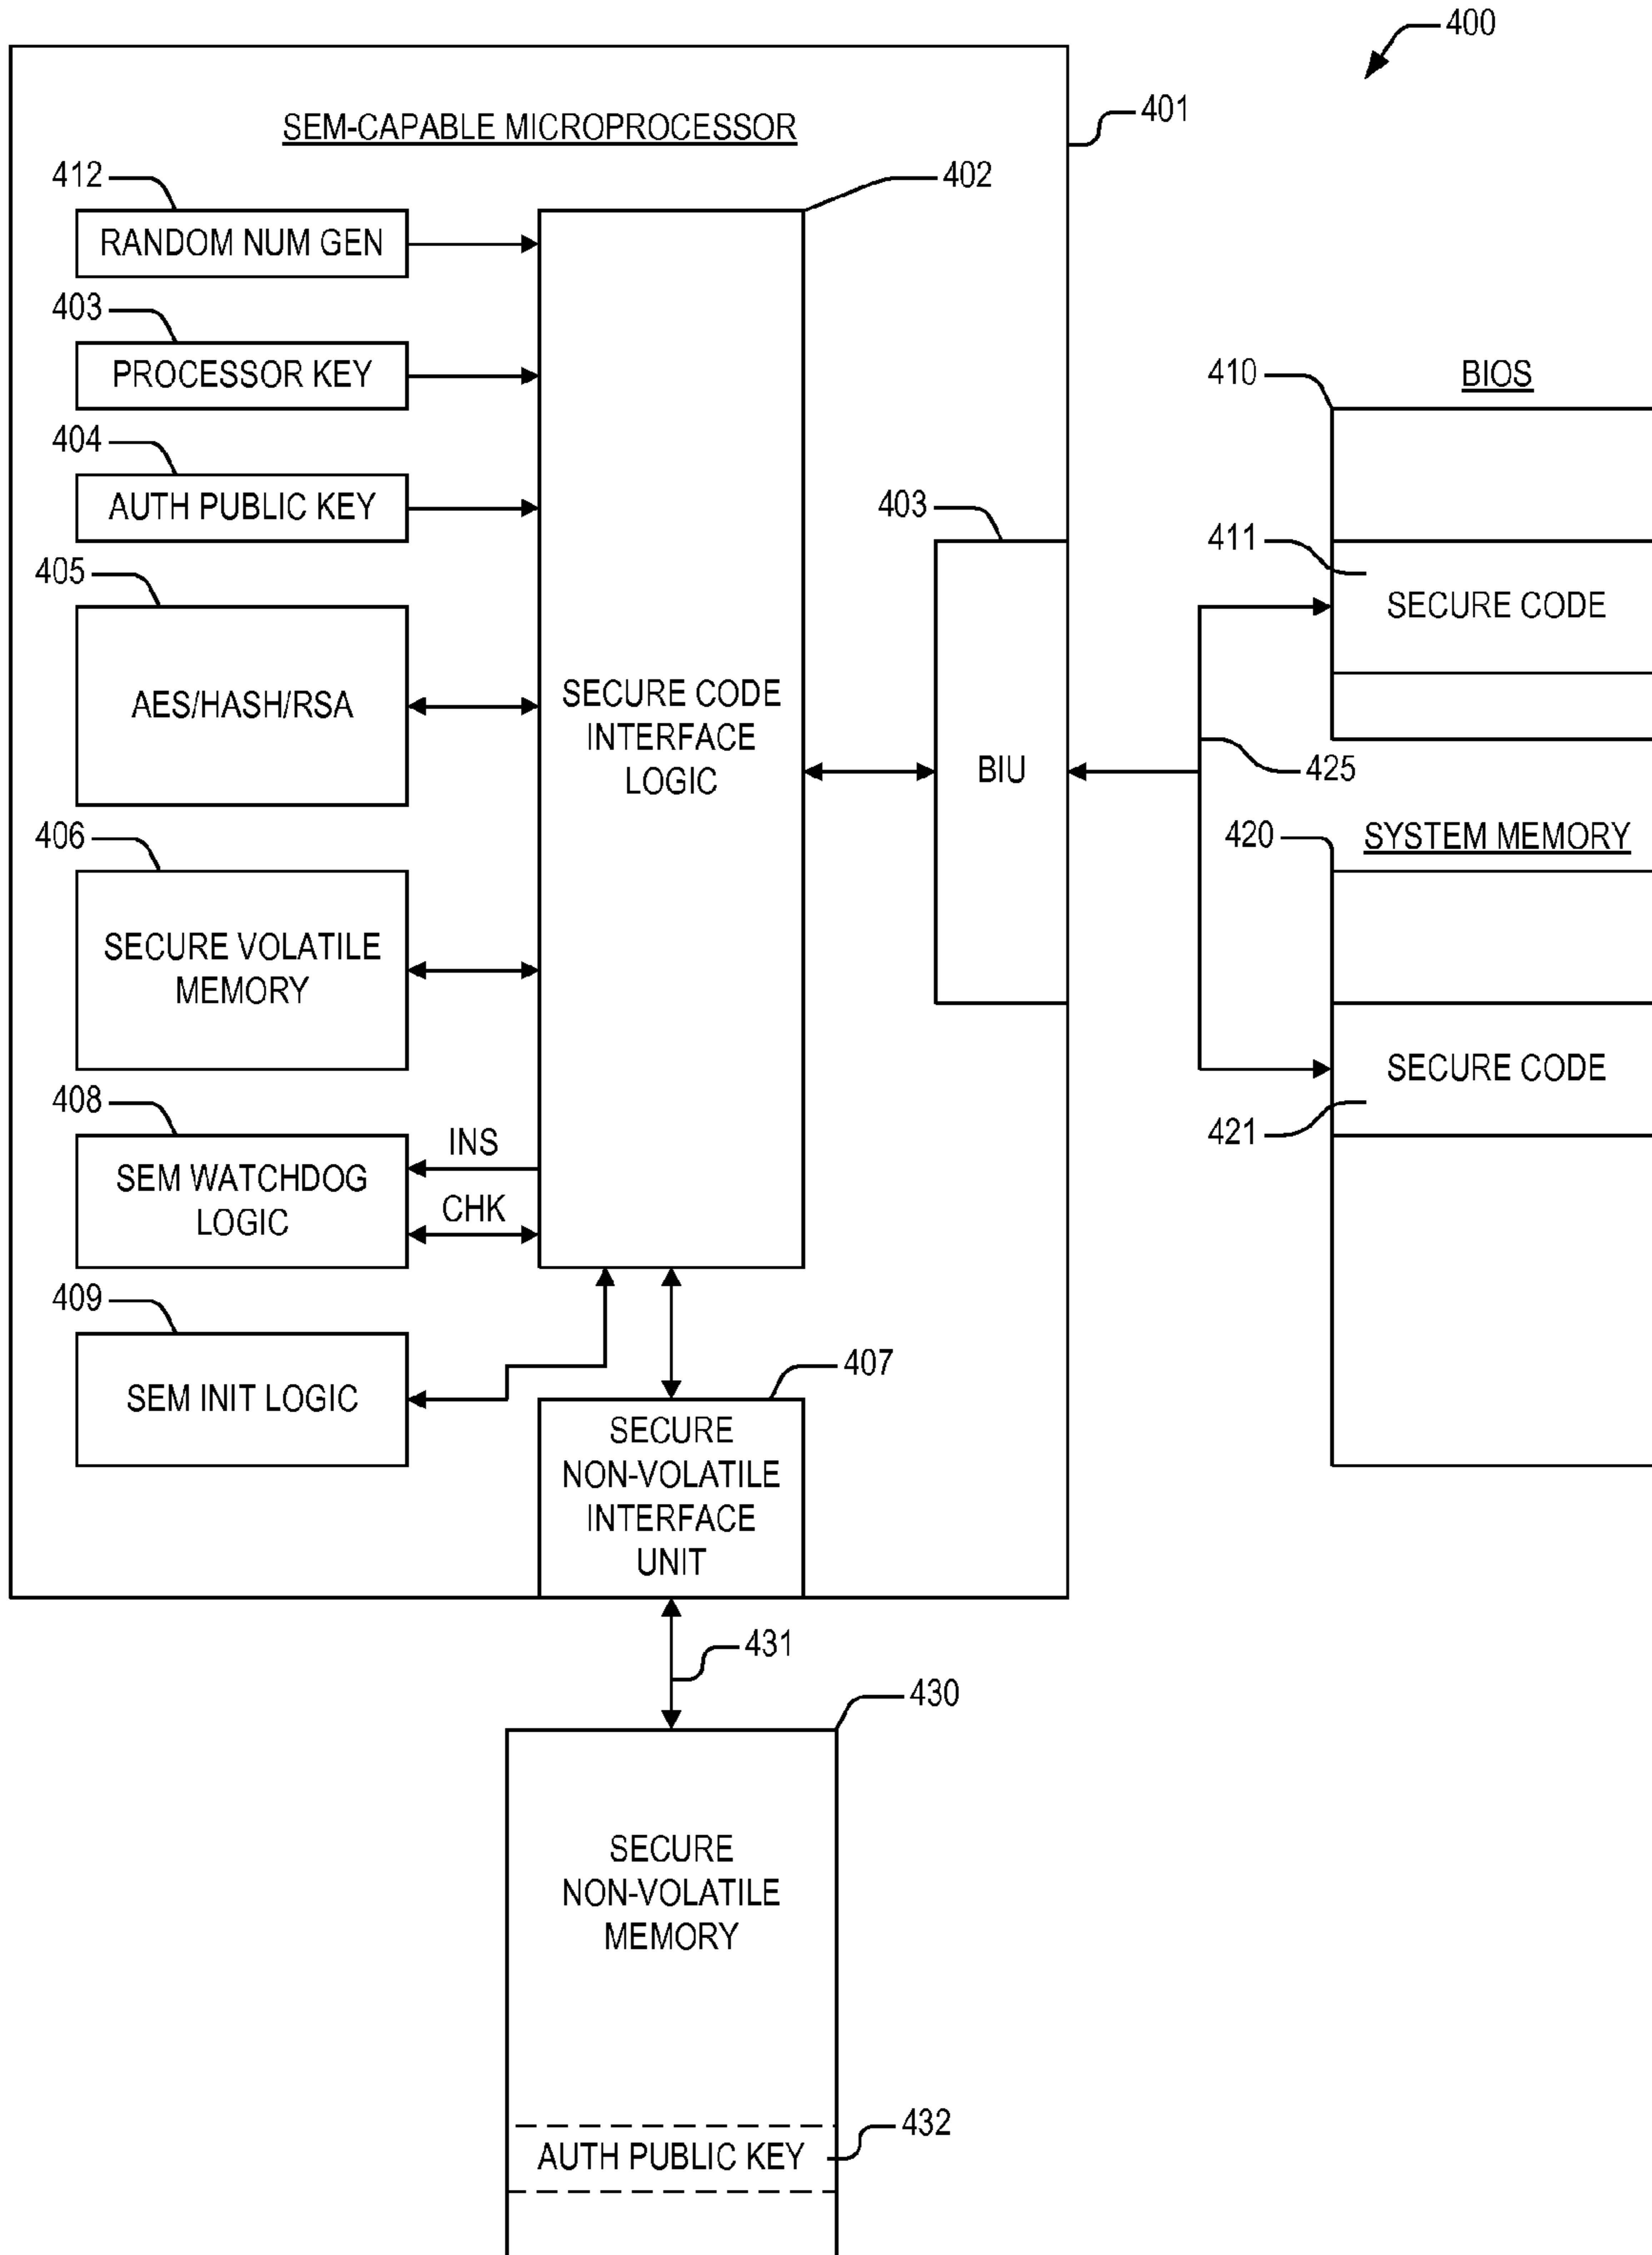 400
401
SEM-CAPABLE MICROPROCESSOR
412
402
RANDOM NUM GEN
403
PROCESSOR KEY
404
AUTH PUBLIC KEY
405
AES/HASH/RSA
406
SECURE VOLATILE
MEMORY
408
SEM WATCHDOG
LOGIC
INS
CHK
409
SEM INIT LOGIC
SECURE CODE
INTERFACE
LOGIC
403
BIU
407
SECURE
NON-VOLATILE
INTERFACE
UNIT
410
BIOS
411
SECURE CODE
425
420
SYSTEM MEMORY
SECURE CODE
421
431
430
SECURE
NON-VOLATILE
MEMORY
432
AUTH PUBLIC KEY